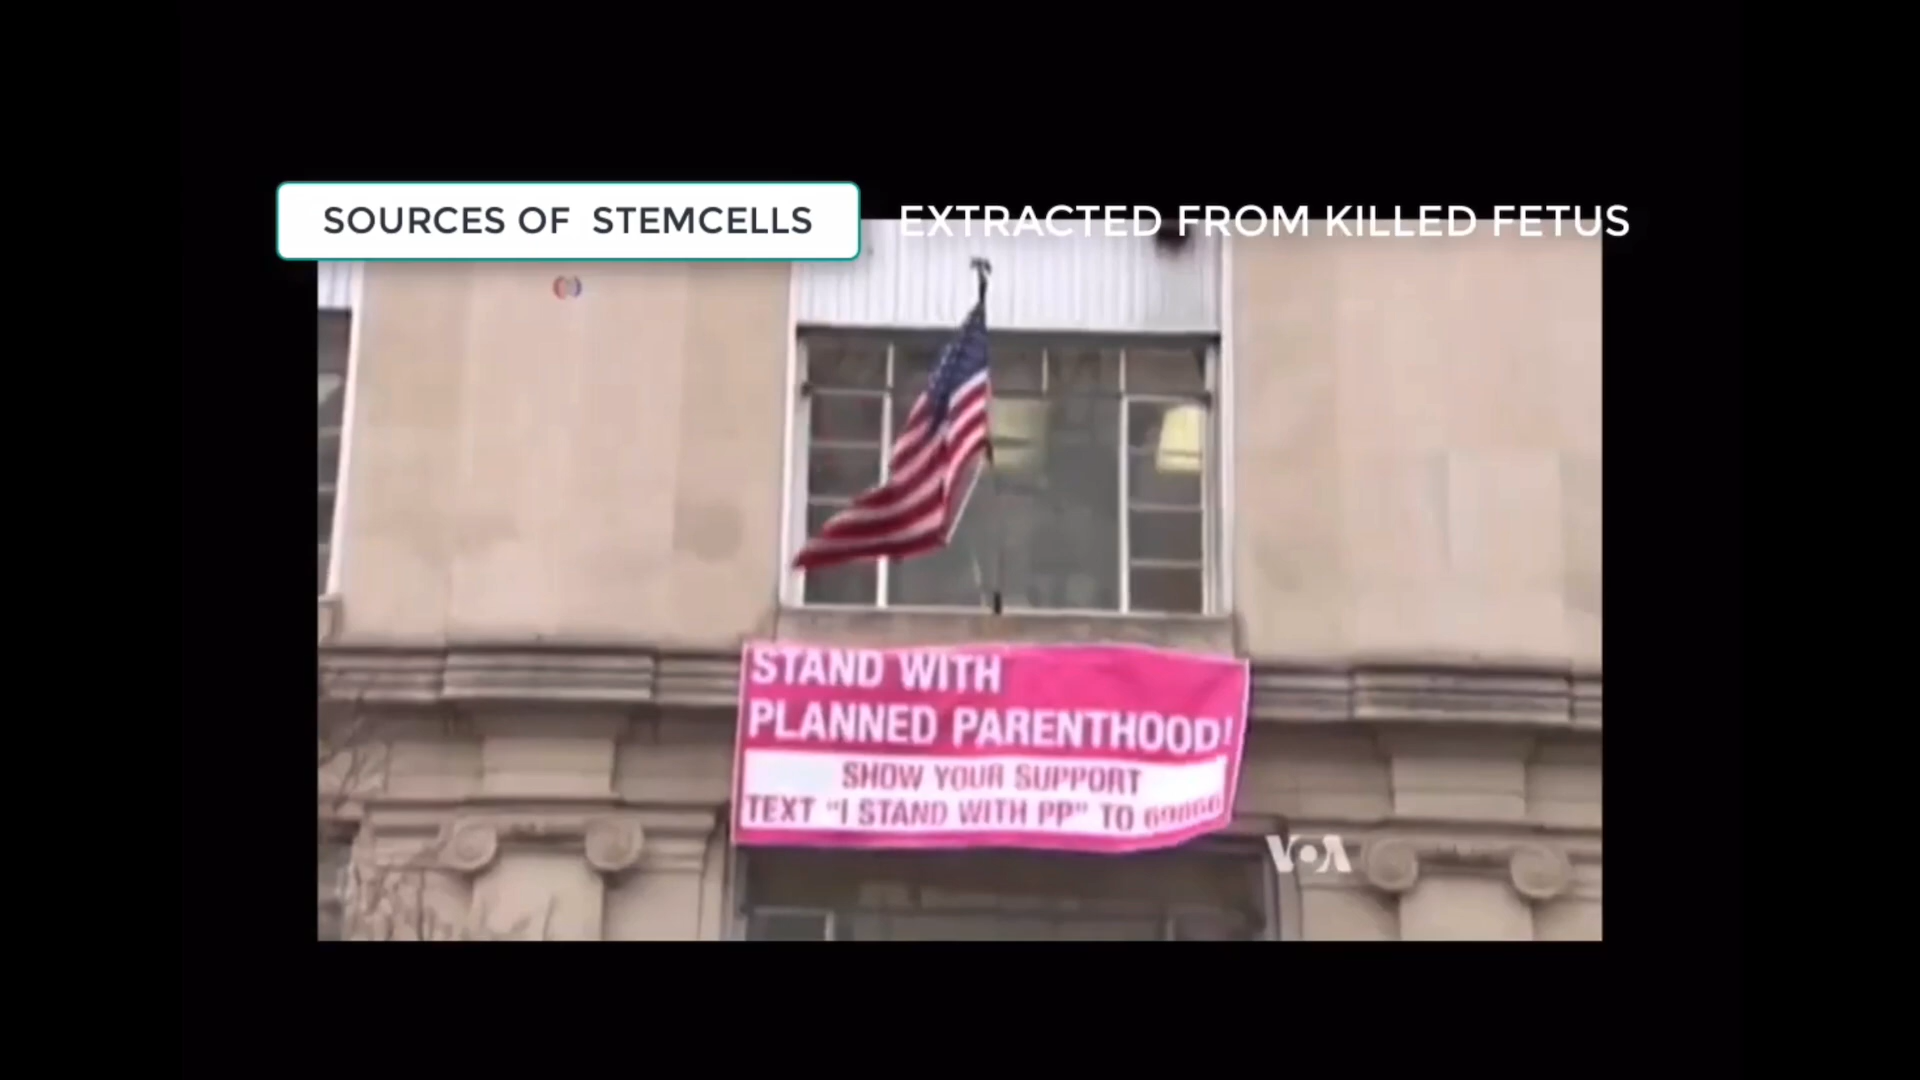 SOURCES OF STEMCELLS
EXTRACTED FROM KILLED FETUS
STAND WITH
PLANNED PARENTHOOD!
SHOW YOUR SUPPORT
TEXT "I STAND WITH PP" TO
VOA